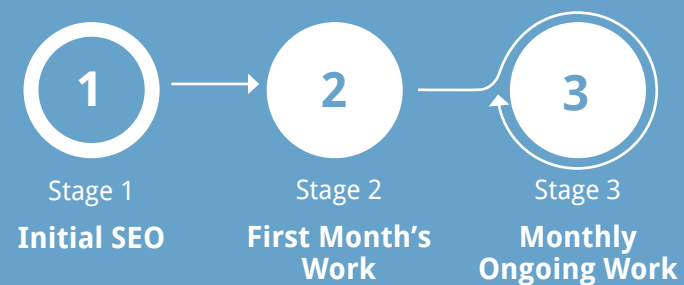 1
2
3
Stage 1
Stage 2
Stage 3
Initial SEO
First Month’s
Work
Monthly
Ongoing Work